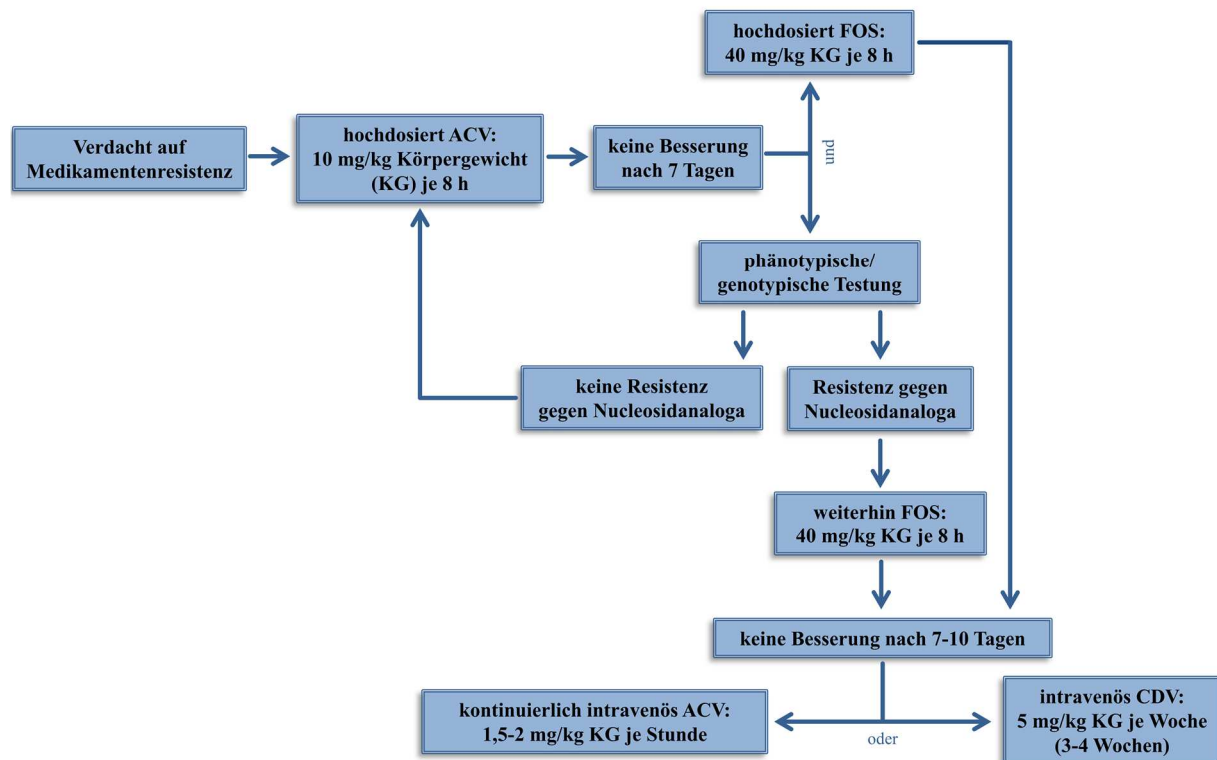 hochdosiert FOS:
40 mg/kg KG je 8 h
Verdacht auf
Medikamentenresistenz
hochdosiert ACV:
10 mg/kg Körpergewicht
(KG) je 8 h
keine Besserung
nach 7 Tagen
und
phänotypische/
genotypische Testung
keine Resistenz
gegen Nucleosidanaloga
Resistenz gegen
Nucleosidanaloga
weiterhin FOS:
40 mg/kg KG je 8 h
keine Besserung nach 7-10 Tagen
kontinuierlich intravenös ACV:
1,5-2 mg/kg KG je Stunde
oder
intravenös CDV:
5 mg/kg KG je Woche
(3-4 Wochen)